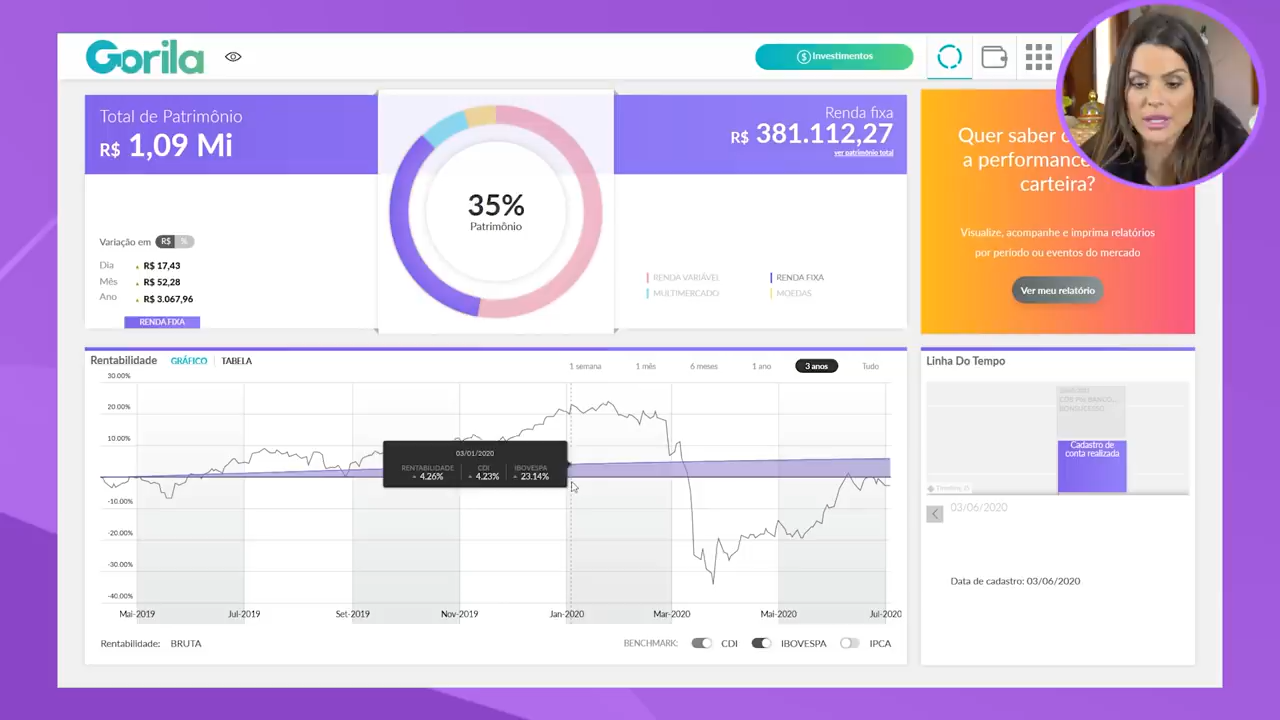 Gorila
Investimentos
Total de Patrimônio
R$ 1,09 Mi
Renda fixa
R$ 381.112,27
ver patrimônio total
35%
Patrimônio
Variação em R$ %
Dia R$ 17,43
Mês R$ 52,28
Ano R$ 3.067,96
RENDA FIXA
RENDA VARIÁVEL
RENDA FIXA
MULTIMERCADO
MOEDAS
Quer saber
a performance
carteira?
Visualize, acompanhe e imprima relatórios
por período ou eventos do mercado
Ver meu relatório
Rentabilidade GRÁFICO TABELA
1 semana 1 mês 6 meses 1 ano 3 anos Tudo
30.00%
20.00%
10.00%
-10.00%
-20.00%
-30.00%
-40.00%
03/01/2020
RENTABILIDADE CDI IBOVESPA
4.26% 4.23% 23.14%
Mai-2019 Jul-2019 Set-2019 Nov-2019 Jan-2020 Mar-2020 Mai-2020 Jul-2020
Rentabilidade: BRUTA
BENCHMARK: CDI IBOVESPA IPCA
Linha Do Tempo
BONSUCESSO
Cadastro de
conta realizada
03/06/2020
Data de cadastro: 03/06/2020